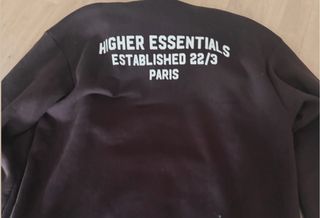 HIGHER ESSENTIALS
ESTABLISHED 22/3
PARIS